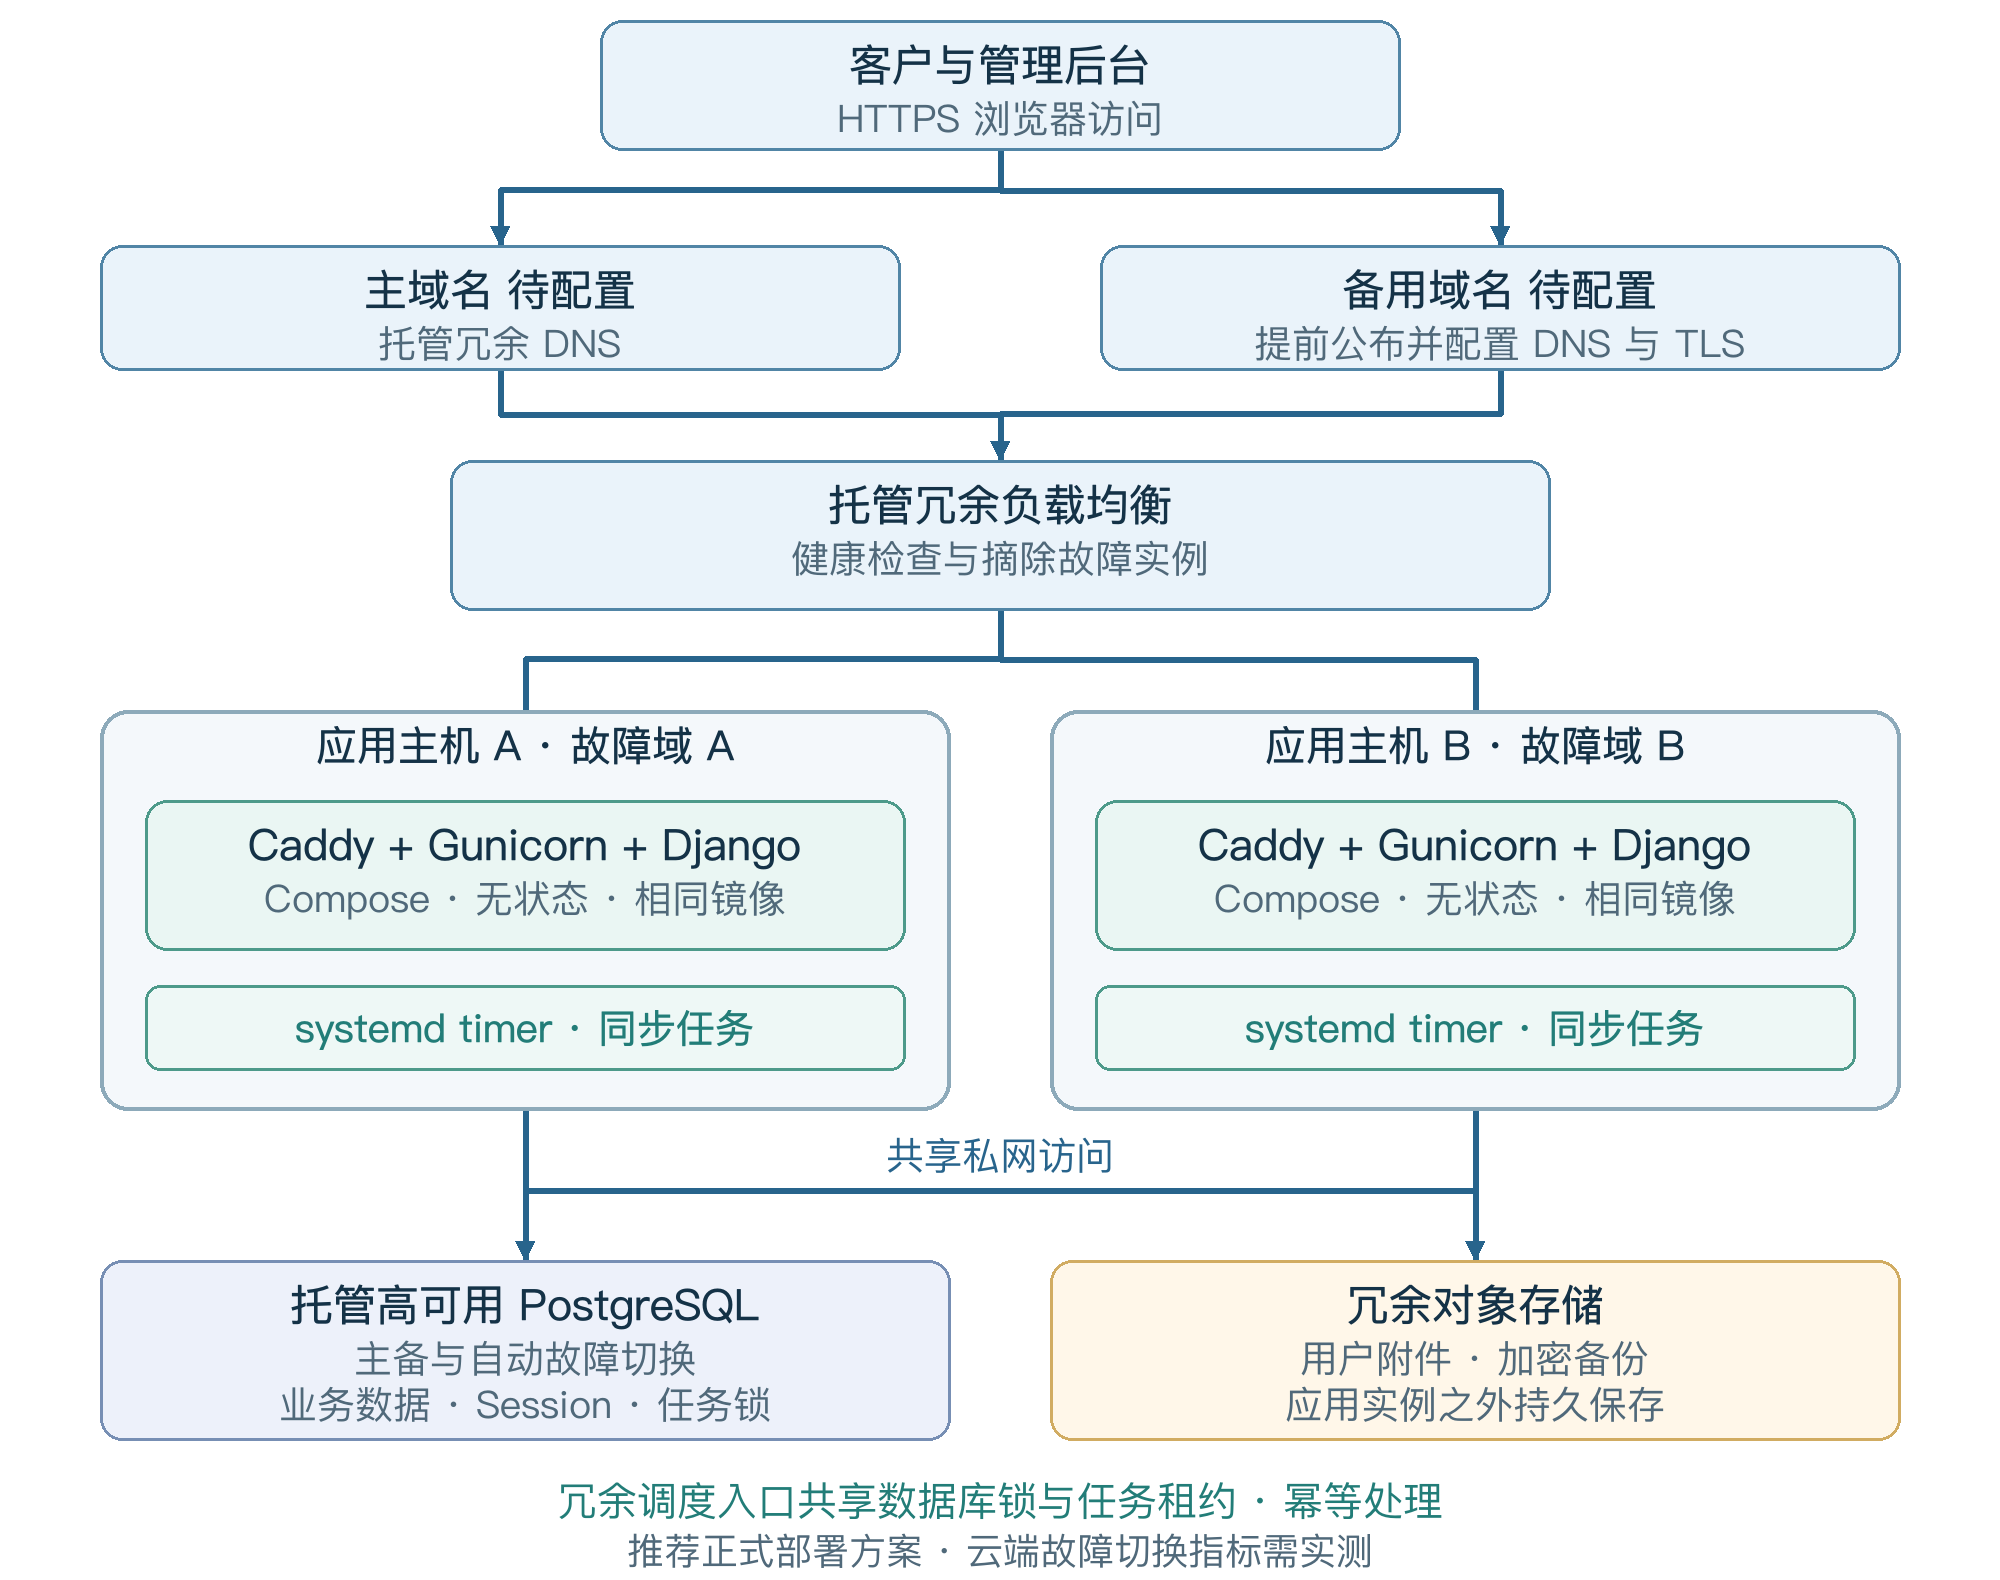 客户与管理后台
HTTPS 浏览器访问
主域名 待配置
托管冗余 DNS
备用域名 待配置
提前公布并配置 DNS 与 TLS
托管冗余负载均衡
健康检查与摘除故障实例
应用主机 A · 故障域 A
Caddy + Gunicorn + Django
Compose · 无状态 · 相同镜像
systemd timer · 同步任务
应用主机 B · 故障域 B
Caddy + Gunicorn + Django
Compose · 无状态 · 相同镜像
systemd timer · 同步任务
共享私网访问
托管高可用 PostgreSQL
主备与自动故障切换
业务数据 · Session · 任务锁
冗余对象存储
用户附件 · 加密备份
应用实例之外持久保存
冗余调度入口共享数据库锁与任务租约 · 幂等处理
推荐正式部署方案 · 云端故障切换指标需实测